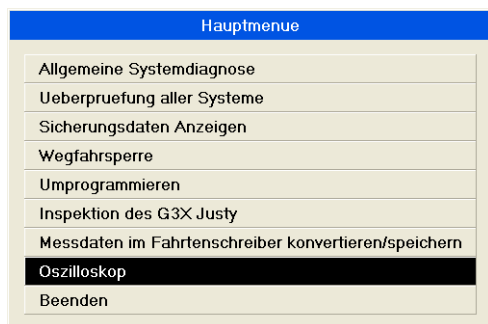 Hauptmenue
Allgemeine Systemdiagnose
Ueberpruefung aller Systeme
Sicherungsdaten Anzeigen
Wegfahrsperre
Umprogrammieren
Inspektion des G3X Justy
Messdaten im Fahrtenschreiber konvertieren/speichern
Oszilloskop
Beenden